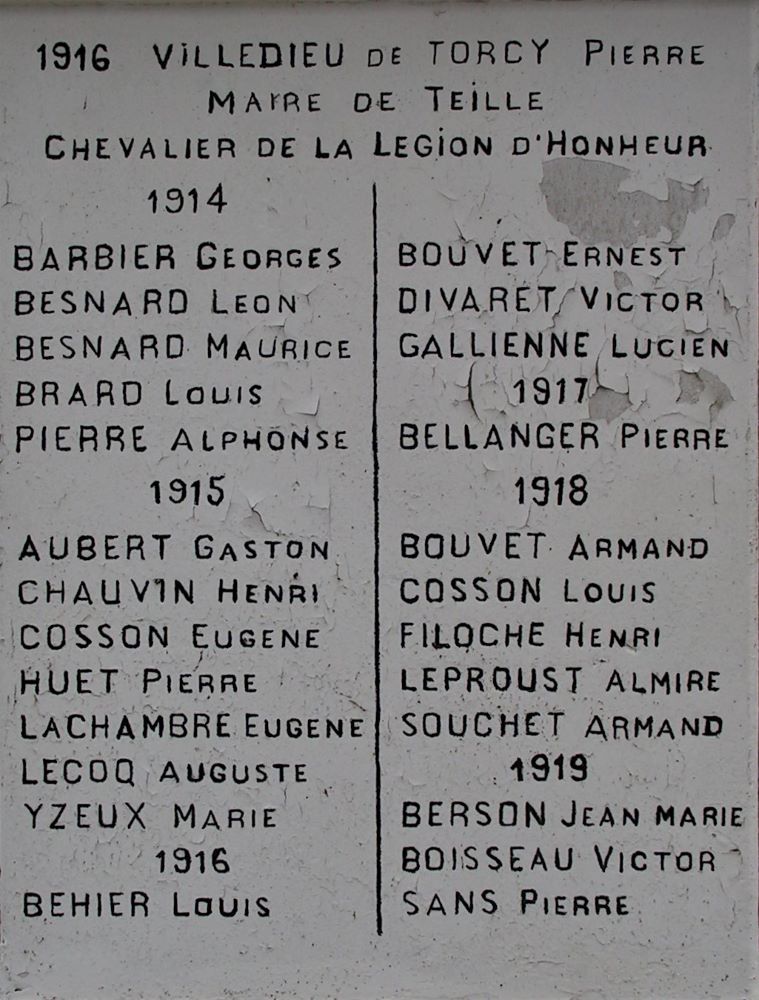 1916 VILLEDIEU DE TORCY PIERRE
MAIRE DE TEILLE
CHEVALIER DE LA LEGION D'HONHEUR
1914
BARBIER GEORGES
BESNARD LEON
BESNARD MAURICE
BRARD LOUIS
PIERRE ALPHONSE
1915
AUBERT GASTON
CHAUVIN HENRI
COSSON EUGENE
HUET PIERRE
LACHAMBRE EUGENE
LECOQ AUGUSTE
YZEUX MARIE
1916
BEHIER LOUIS
BOUVET ERNEST
DIVARET VICTOR
GALLIENNE LUCIEN
1917
BELLANGER PIERRE
1918
BOUVET ARMAND
COSSON LOUIS
FILOCHE HENRI
LEPROUST ALMIRE
SOUCHET ARMAND
1919
BERSON JEAN MARIE
BOISSEAU VICTOR
SANS PIERRE